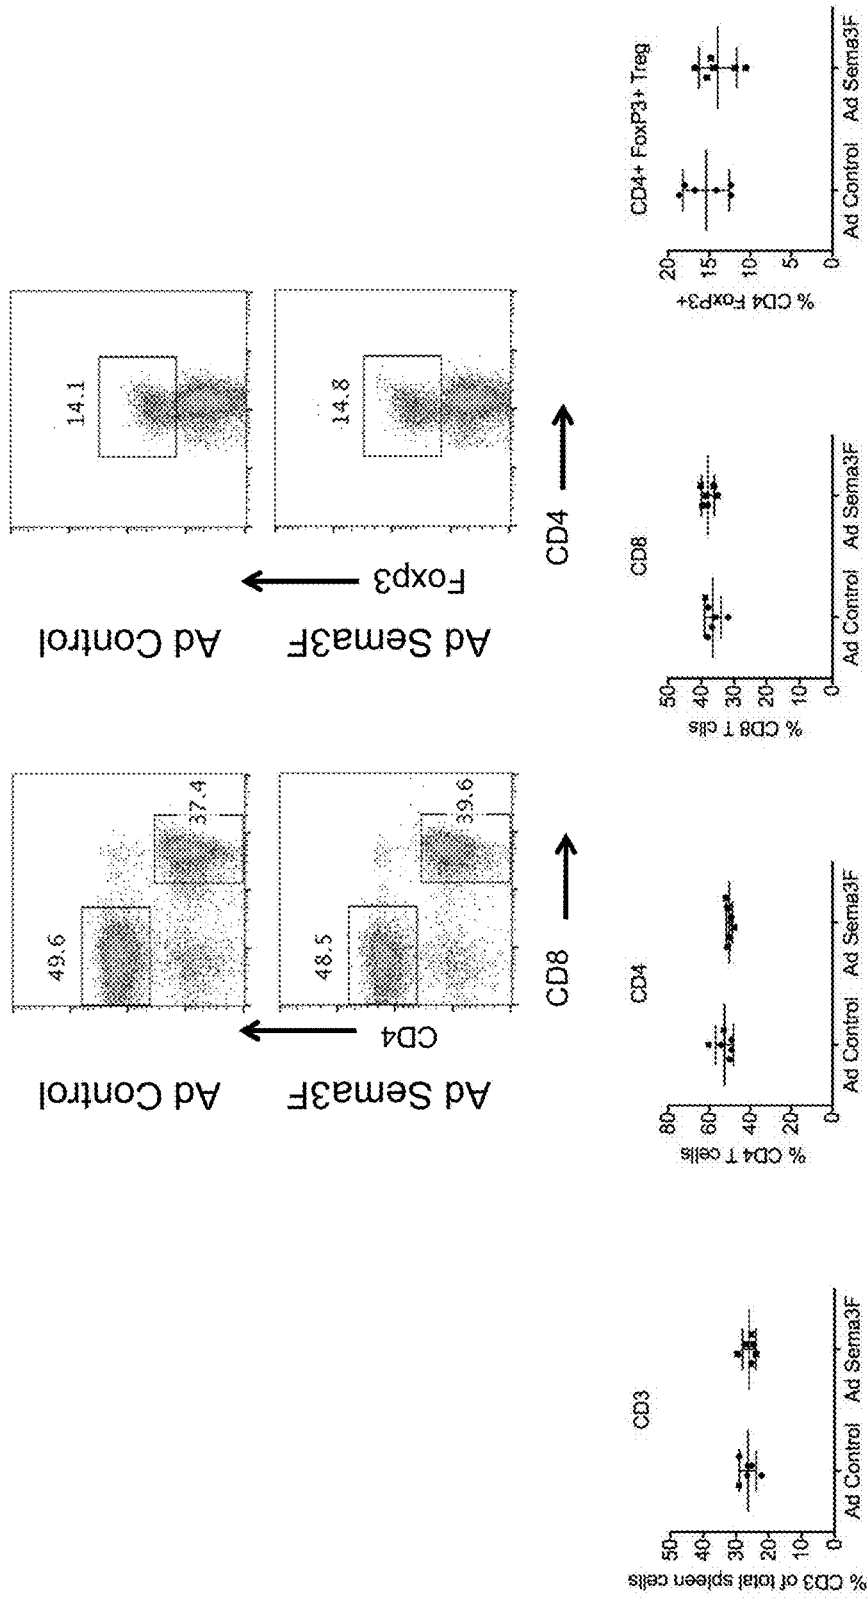 Ad Control
49.6
37.4
Ad Sema3F
48.5
39.6
CD4
CD8
Ad Control
14.1
Ad Sema3F
14.8
Foxp3
CD4
CD3
% CD3 of total spleen cells
50
40
30
20
10
0
Ad Control Ad Sema3F
CD4
% CD4 T cells
80
60
40
20
0
Ad Control Ad Sema3F
CD8
% CD8 T clls
50
40
30
20
10
0
Ad Control Ad Sema3F
CD4+ FoxP3+ Treg
% CD4 FoxP3+
20
15
10
5
0
Ad Control Ad Sema3F